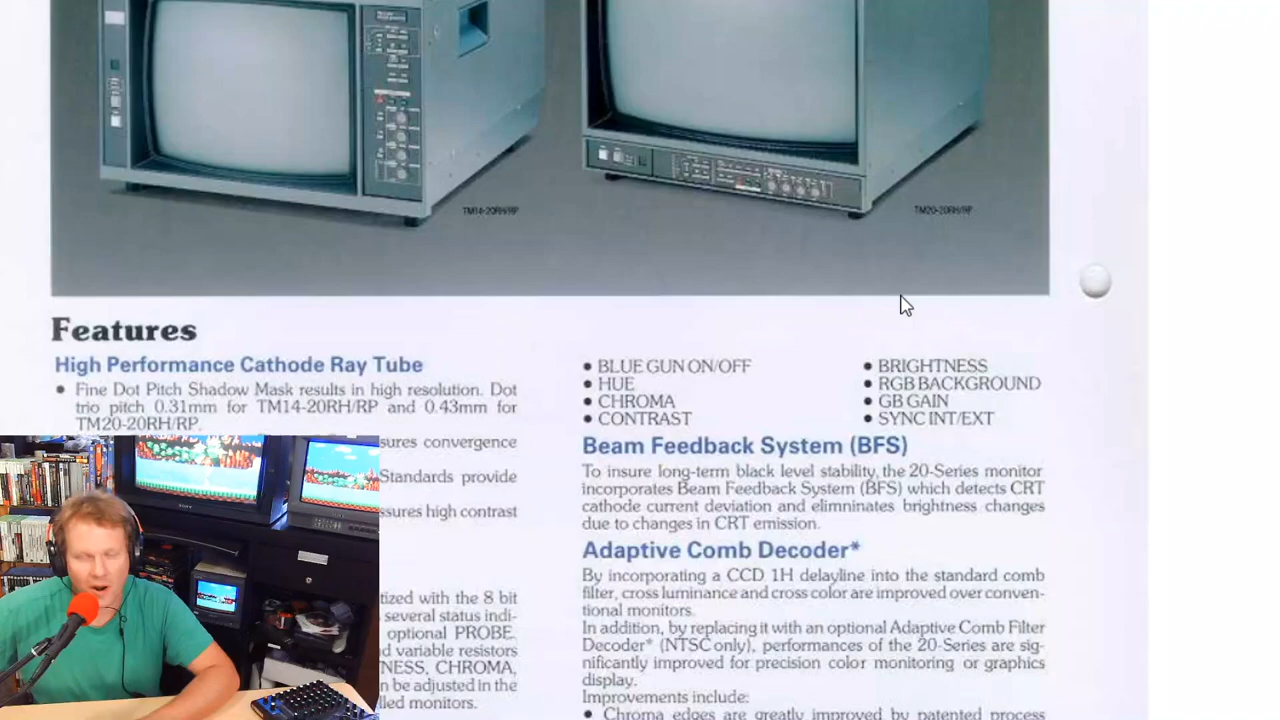 TM14-20RH/RP
TM20-20RH/RP
Features
High Performance Cathode Ray Tube
• Fine Dot Pitch Shadow Mask results in high resolution. Dot
trio pitch 0.31mm for TM14-20RH/RP and 0.43mm for
TM20-20RH/RP.
sures convergence
Standards provide
ssures high contrast
tized with the 8 bit
several status indi-
optional PROBE.
d variable resistors
NESS, CHROMA,
n be adjusted in the
lled monitors.
• BLUE GUN ON/OFF
• HUE
• CHROMA
• CONTRAST
• BRIGHTNESS
• RGB BACKGROUND
• GB GAIN
• SYNC INT/EXT
Beam Feedback System (BFS)
To insure long-term black level stability, the 20-Series monitor
incorporates Beam Feedback System (BFS) which detects CRT
cathode current deviation and elimninates brightness changes
due to changes in CRT emission.
Adaptive Comb Decoder*
By incorporating a CCD 1H delayline into the standard comb
filter, cross luminance and cross color are improved over conven-
tional monitors.
In addition, by replacing it with an optional Adaptive Comb Filter
Decoder* (NTSC only), performances of the 20-Series are sig-
nificantly improved for precision color monitoring or graphics
display.
Improvements include:
• Chroma edges are greatly improved by patented process